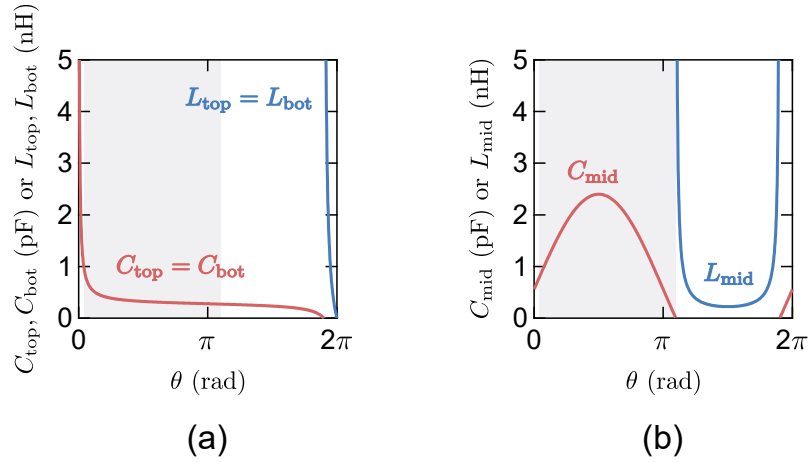 C_top, C_bot (pF) or L_top, L_bot (nH)
5
4
3
2
1
0
L_top = L_bot
C_top = C_bot
0
π
2π
θ (rad)
(a)
C_mid (pF) or L_mid (nH)
5
4
3
2
1
0
C_mid
L_mid
0
π
2π
θ (rad)
(b)